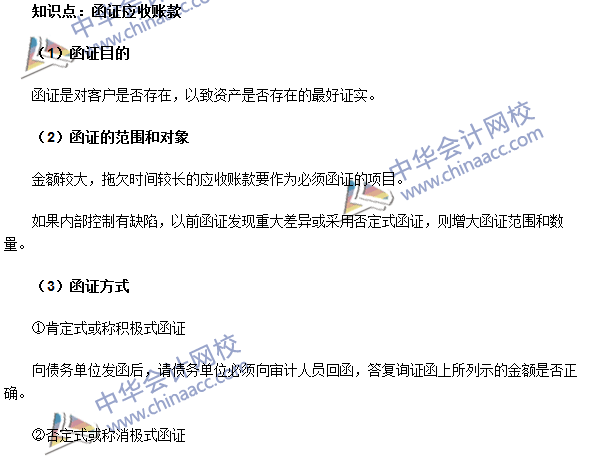 知识点：函证应收账款
（1）函证目的
函证是对客户是否存在，以致资产是否存在的最好证实。
（2）函证的范围和对象
金额较大，拖欠时间较长的应收账款要作为必须函证的项目。
如果内部控制有缺陷，以前函证发现重大差异或采用否定式函证，则增大函证范围和数
量。
（3）函证方式
①肯定式或称积极式函证
向债务单位发函后，请债务单位必须向审计人员回函，答复询证函上所列示的金额是否正
确。
②否定式或称消极式函证
中华会计网校
www.chinaacc.com
中华会计网校
www.chinaacc.com
中华会计网校
www.chinaacc.com